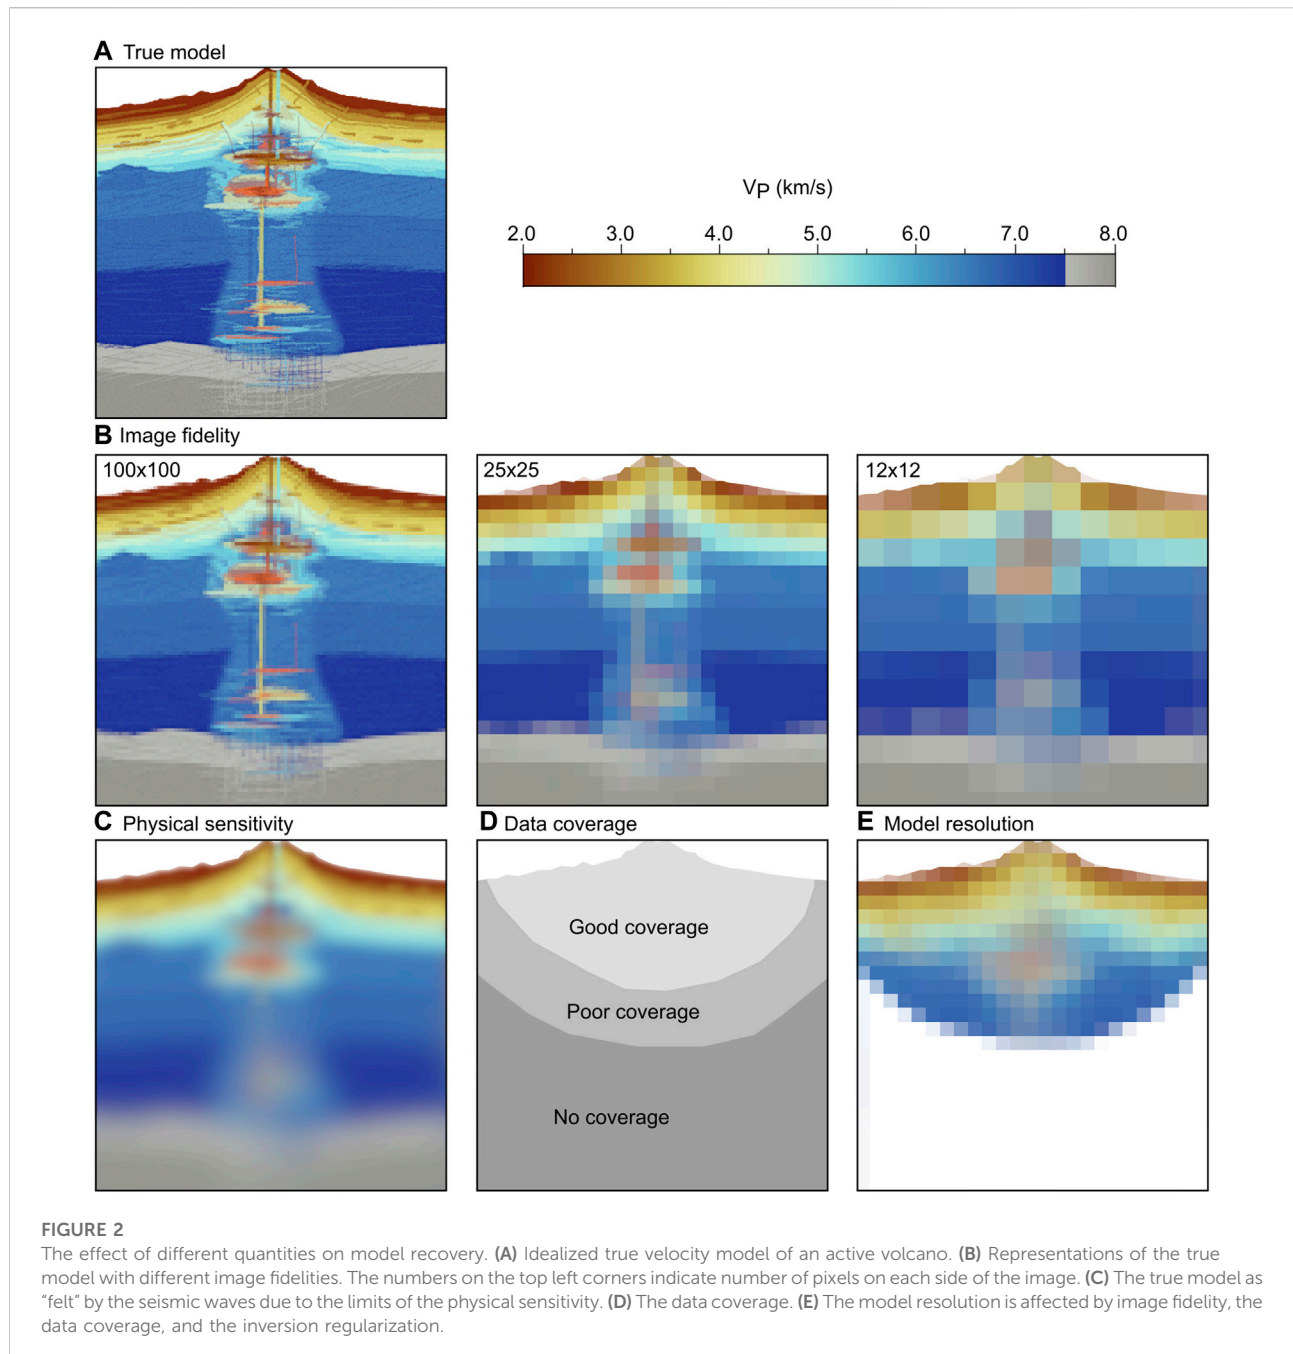 A True model
VP (km/s)
2.0 3.0 4.0 5.0 6.0 7.0 8.0
B Image fidelity
100x100
25x25
12x12
C Physical sensitivity
D Data coverage
E Model resolution
Good coverage
Poor coverage
No coverage
FIGURE 2
The effect of different quantities on model recovery. (A) Idealized true velocity model of an active volcano. (B) Representations of the true
model with different image fidelities. The numbers on the top left corners indicate number of pixels on each side of the image. (C) The true model as
“felt” by the seismic waves due to the limits of the physical sensitivity. (D) The data coverage. (E) The model resolution is affected by image fidelity, the
data coverage, and the inversion regularization.